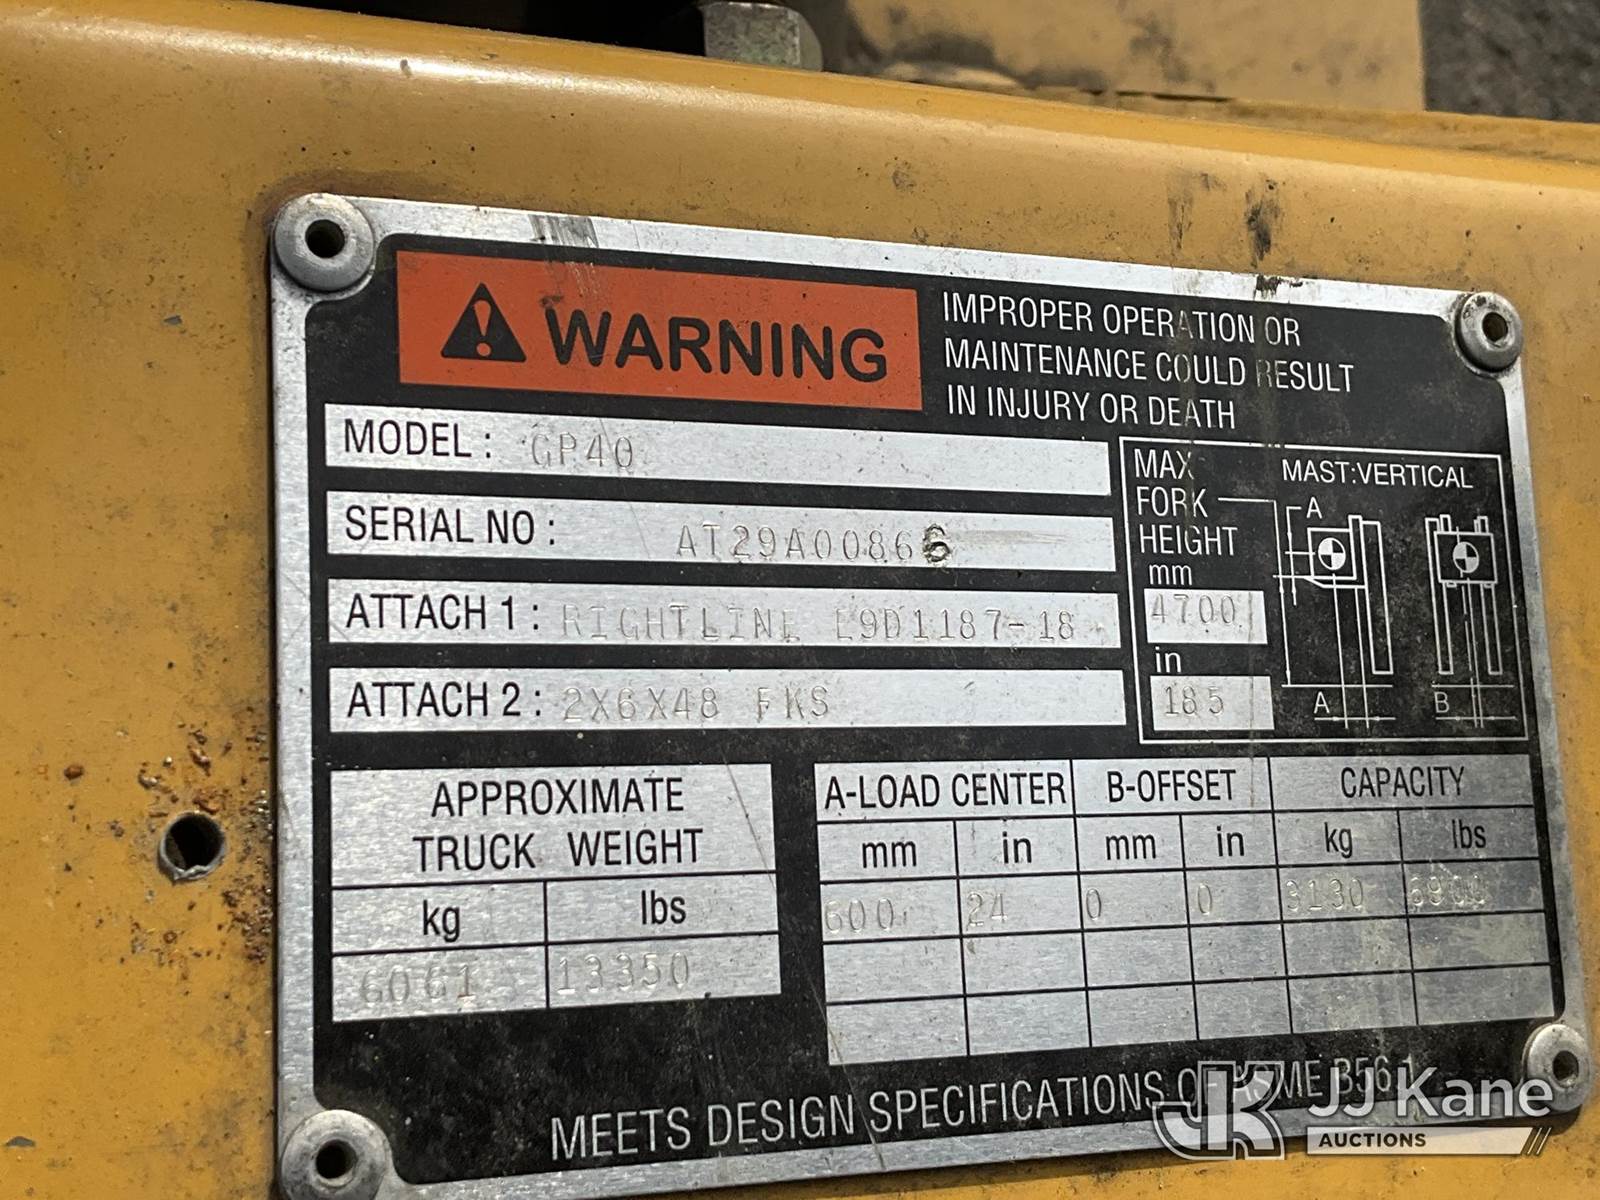 WARNING
IMPROPER OPERATION OR
MAINTENANCE COULD RESULT
IN INJURY OR DEATH
MODEL: GP40
SERIAL NO: AT29A00866
ATTACH 1: RIGHTLINE E9D1187-18
ATTACH 2: 2X6X48 FKS
MAX
FORK
HEIGHT
mm
4700
in
185
MAST:VERTICAL
A
A
B
APPROXIMATE
TRUCK WEIGHT
kg lbs
6061 13350
A-LOAD CENTER B-OFFSET CAPACITY
mm in mm in kg lbs
600 24 0 0 3130 6900
MEETS DESIGN SPECIFICATIONS OF ASME B56.1
JK JJ Kane
AUCTIONS